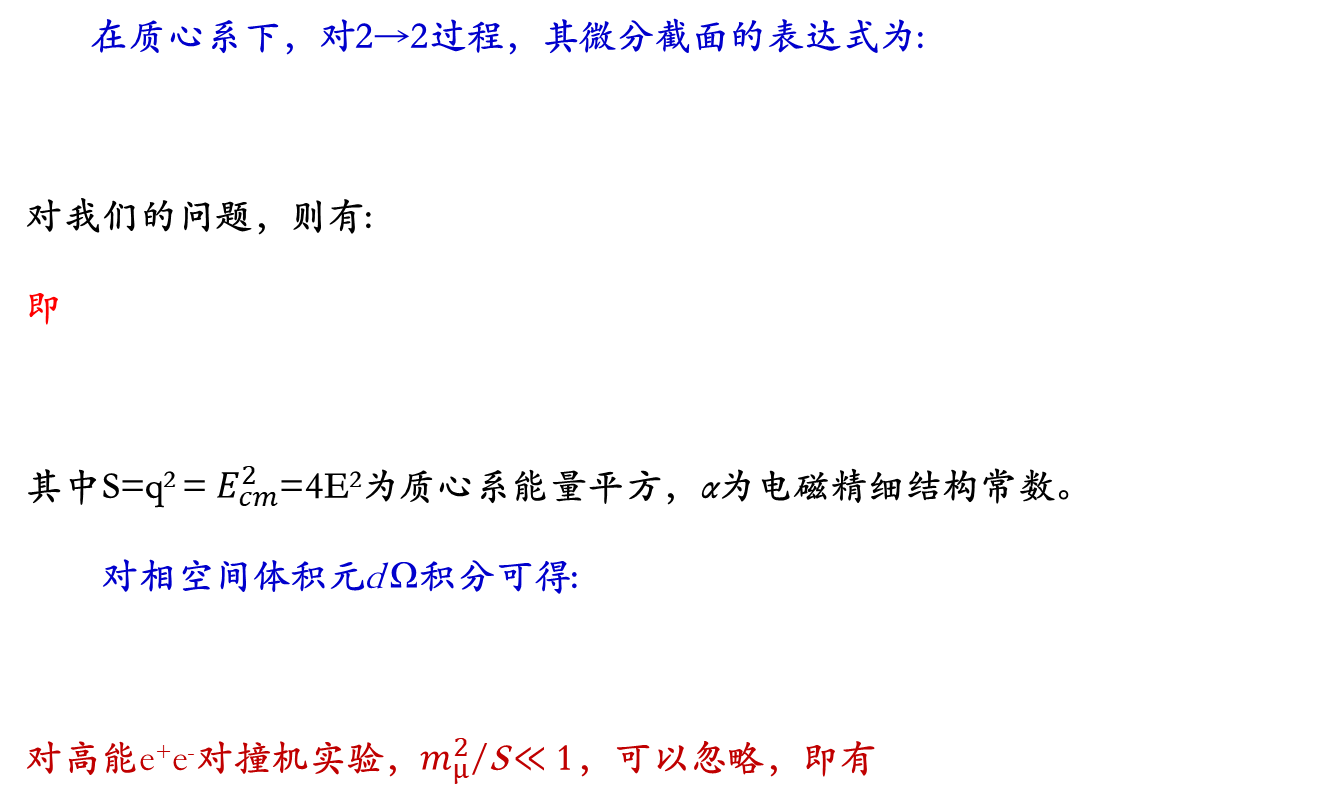 在质心系下，对2→2过程，其微分截面的表达式为:
对我们的问题，则有:
即
其中S=q² = E²cm=4E²为质心系能量平方，α为电磁精细结构常数。
对相空间体积元dΩ积分可得:
对高能e⁺e⁻对撞机实验，m²μ/S≪ 1，可以忽略，即有